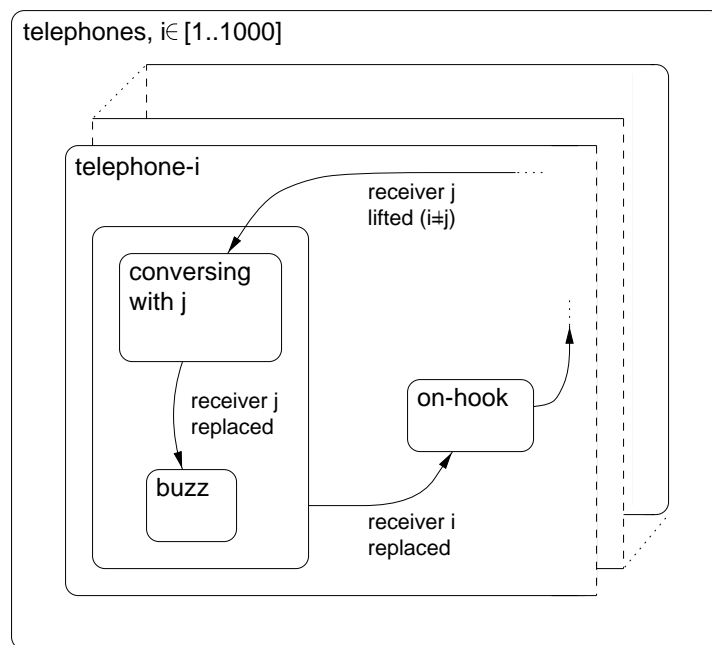 telephones, i∈ [1..1000]
telephone-i
receiver j
lifted (i≠j)
conversing
with j
on-hook
receiver j
replaced
buzz
receiver i
replaced